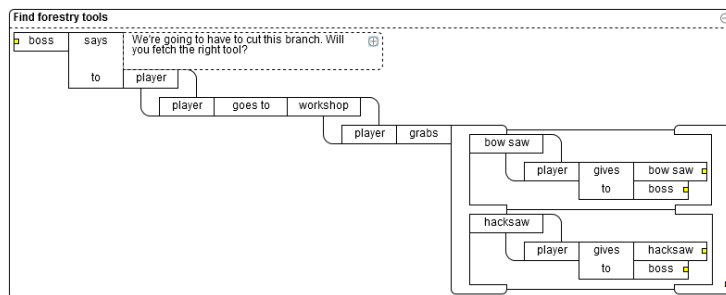 Find forestry tools
boss says We're going to have to cut this branch. Will
you fetch the right tool?
to player
player goes to workshop
player grabs
bow saw
player gives bow saw
to boss
hacksaw
player gives hacksaw
to boss